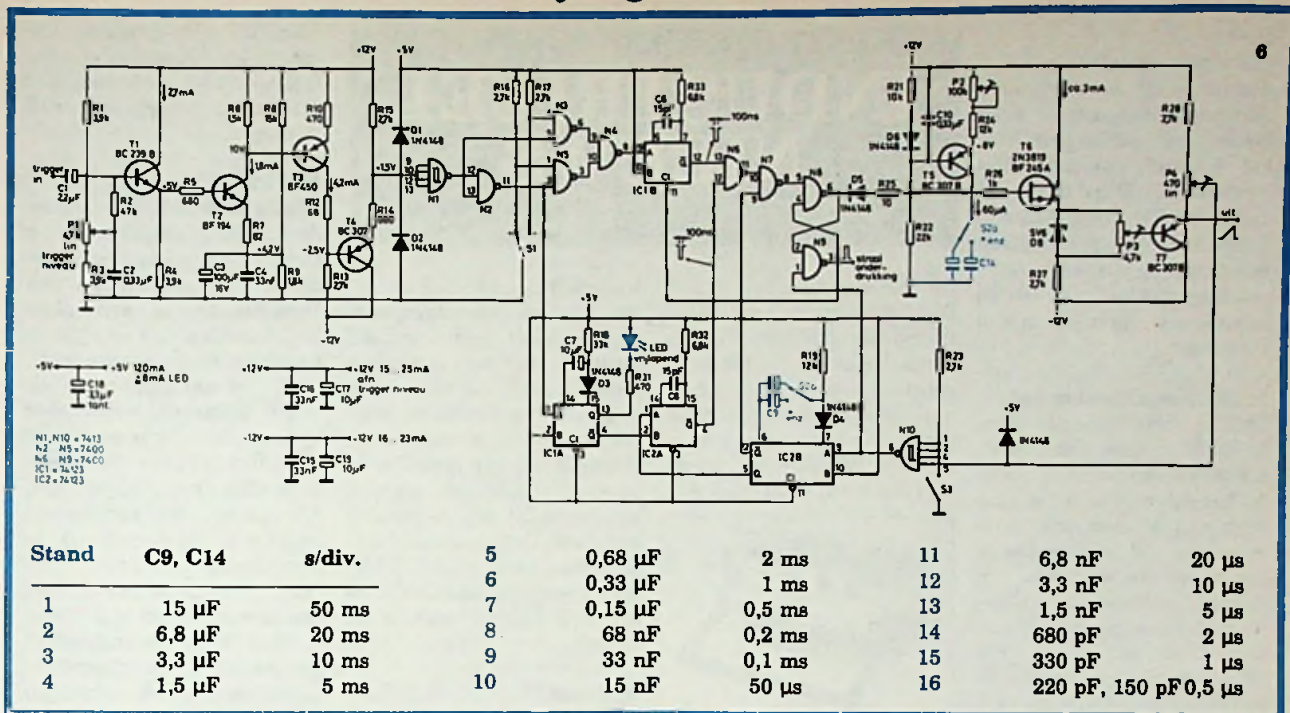 6
+12V
+5V
+12V
R1
3,9k
2,7mA
R6
1,5k
R8
15k
R10
470
R15
2,7k
D1
1N4148
R16
2,7k
R17
2,7k
C6
15pF
R33
6,8k
100ns
R21
10k
P2
100k
C10
0,33µF
R24
12k
ca. 3mA
R28
2,7k
trigger
in
C1
22µF
T1
BC 239 B
10V
1,8mA
T3
BF450
4,2mA
+1,5V
N1
N2
N3
N4
N5
IC1B
N6
N7
N8
N9
D5
1N4148
R25
10
1N4148
+8V
T5
BC 307 B
R26
1k
60µA
T6
2N3819
BF 245A
P4
470
lin
uit
R2
47k
+5V
R5
680
T2
BF 194
R12
68
R7
82
T4
BC 307
R14
P1
4,7k
lin
trigger
niveau
R3
3,9k
C2
0,33µF
R4
3,9k
+4,2V
C3
100µF
16V
C4
33nF
R9
1,8k
-2,5V
R13
2,7k
-12V
D2
1N4148
S1
100ns
straal
onder-
drukking
R22
22k
C14
5V6
D8
P3
4,7k
T7
BC307B
R27
2,7k
-12V
+5V
+5V 120mA
8mA LED
C18
tant.
+12V
+12V 15..25mA
afh.
trigger niveau
C16
33nF
C17
10µF
-12V
-12V 16..23mA
C15
33nF
C19
10µF
N1, N10 = 7413
N2 N5 = 7400
N6 N9 = 7400
IC1 = 74123
IC2 = 74123
+5V
C7
10µF
R18
33k
LED
vrijlopend
R32
6,8k
1N4148
D3
R31
470
15pF
C8
IC1A
IC2A
R19
12k
C9
1N4148
D4
IC2B
R23
2,7k
N10
+5V
1N4148
S3
Stand C9, C14 s/div.
1 15 µF 50 ms
2 6,8 µF 20 ms
3 3,3 µF 10 ms
4 1,5 µF 5 ms
5 0,68 µF 2 ms
6 0,33 µF 1 ms
7 0,15 µF 0,5 ms
8 68 nF 0,2 ms
9 33 nF 0,1 ms
10 15 nF 50 µs
11 6,8 nF 20 µs
12 3,3 nF 10 µs
13 1,5 nF 5 µs
14 680 pF 2 µs
15 330 pF 1 µs
16 220 pF, 150 pF 0,5 µs